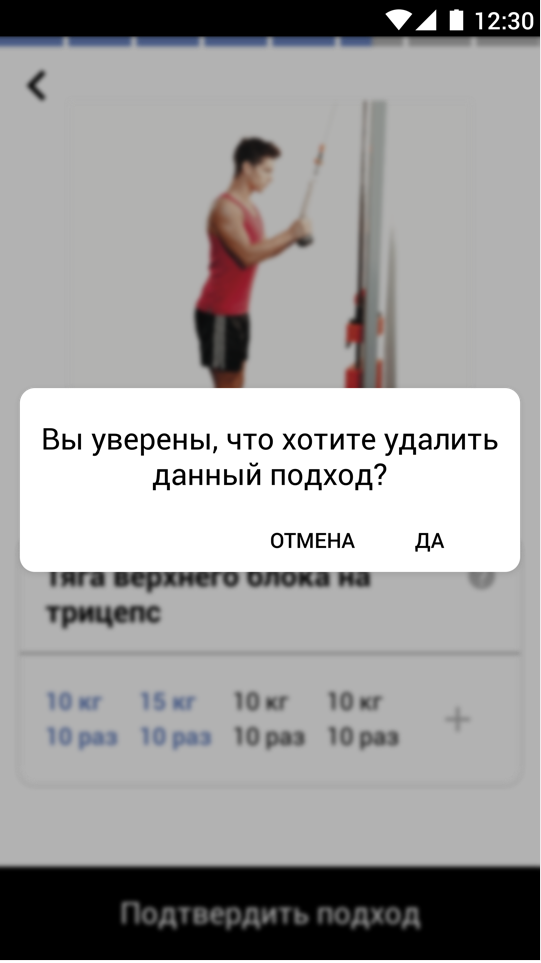 12:30
Вы уверены, что хотите удалить
данный подход?
ОТМЕНА ДА
Тяга верхнего блока на ?
трицепс
10 кг 15 кг 10 кг 10 кг
10 раз 10 раз 10 раз 10 раз +
Подтвердить подход